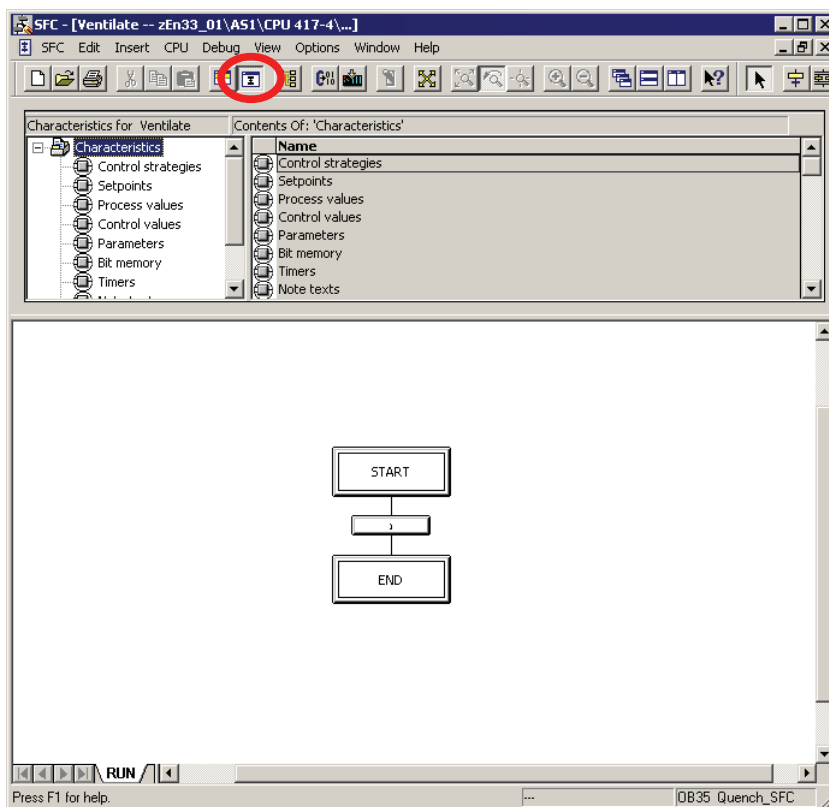 SFC - [Ventilate -- zEn33_01\AS1\CPU 417-4\...]
SFC Edit Insert CPU Debug View Options Window Help
Characteristics for Ventilate Contents Of: 'Characteristics'
Characteristics
Control strategies
Setpoints
Process values
Control values
Parameters
Bit memory
Timers
Name
Control strategies
Setpoints
Process values
Control values
Parameters
Bit memory
Timers
Note texts
START
END
RUN
Press F1 for help. --- OB35 Quench_SFC